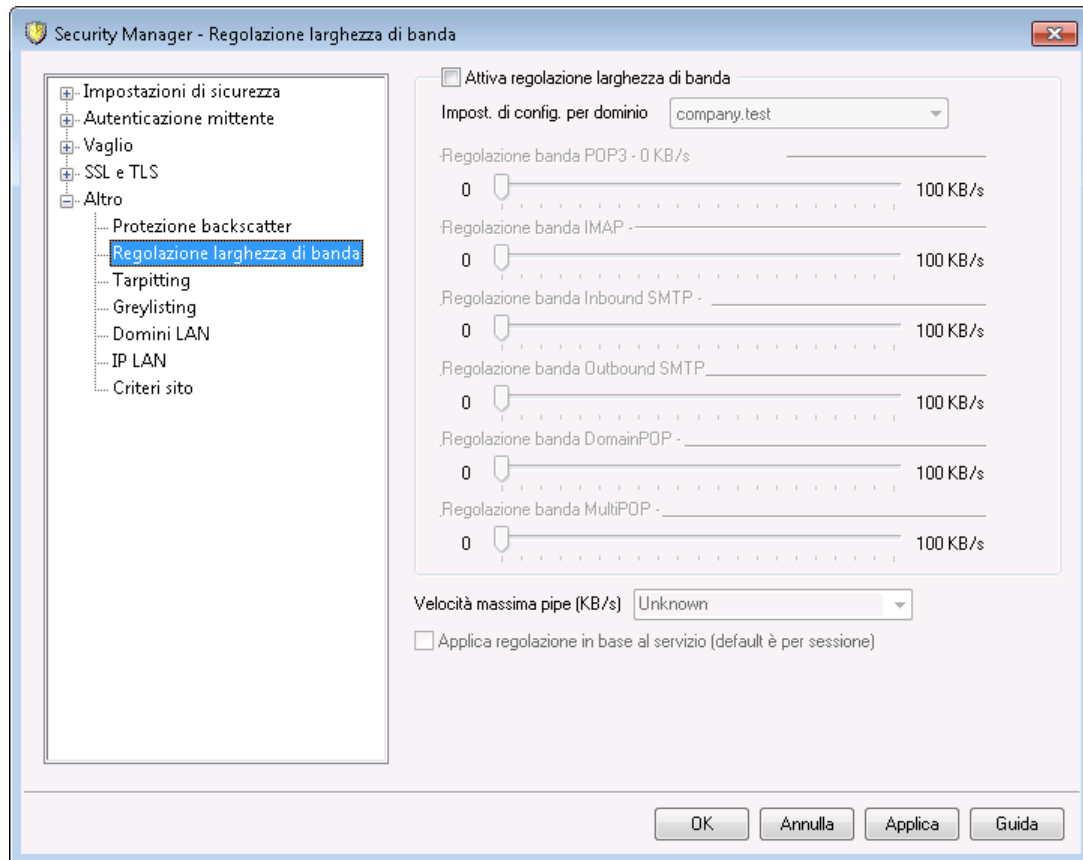 Security Manager - Regolazione larghezza di banda
Impostazioni di sicurezza
Autenticazione mittente
Vaglio
SSL e TLS
Altro
Protezione backscatter
Regolazione larghezza di banda
Tarpitting
Greylisting
Domini LAN
IP LAN
Criteri sito
Attiva regolazione larghezza di banda
Impost. di config. per dominio company.test
Regolazione banda POP3 - 0 KB/s
0 100 KB/s
Regolazione banda IMAP -
0 100 KB/s
Regolazione banda Inbound SMTP -
0 100 KB/s
Regolazione banda Outbound SMTP
0 100 KB/s
Regolazione banda DomainPOP -
0 100 KB/s
Regolazione banda MultiPOP -
0 100 KB/s
Velocità massima pipe (KB/s) Unknown
Applica regolazione in base al servizio (default è per sessione)
OK Annulla Applica Guida